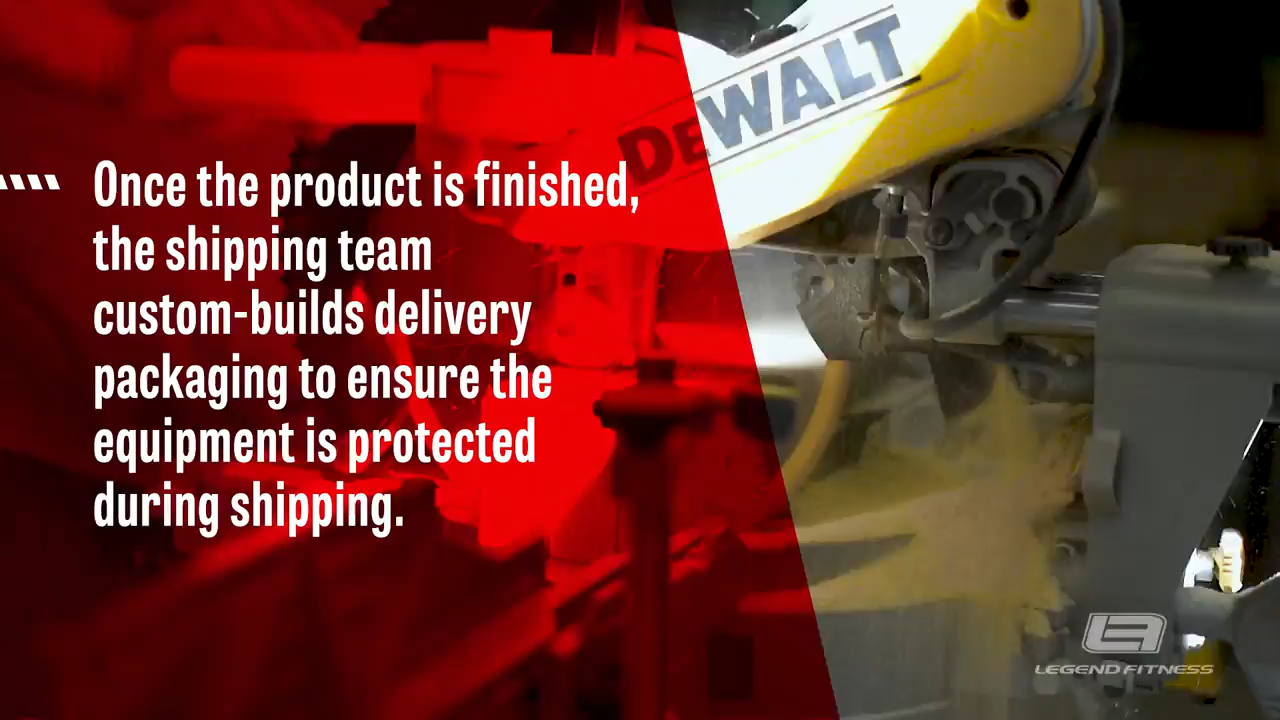 DEWALT
Once the product is finished,
the shipping team
custom-builds delivery
packaging to ensure the
equipment is protected
during shipping.
LEGEND FITNESS